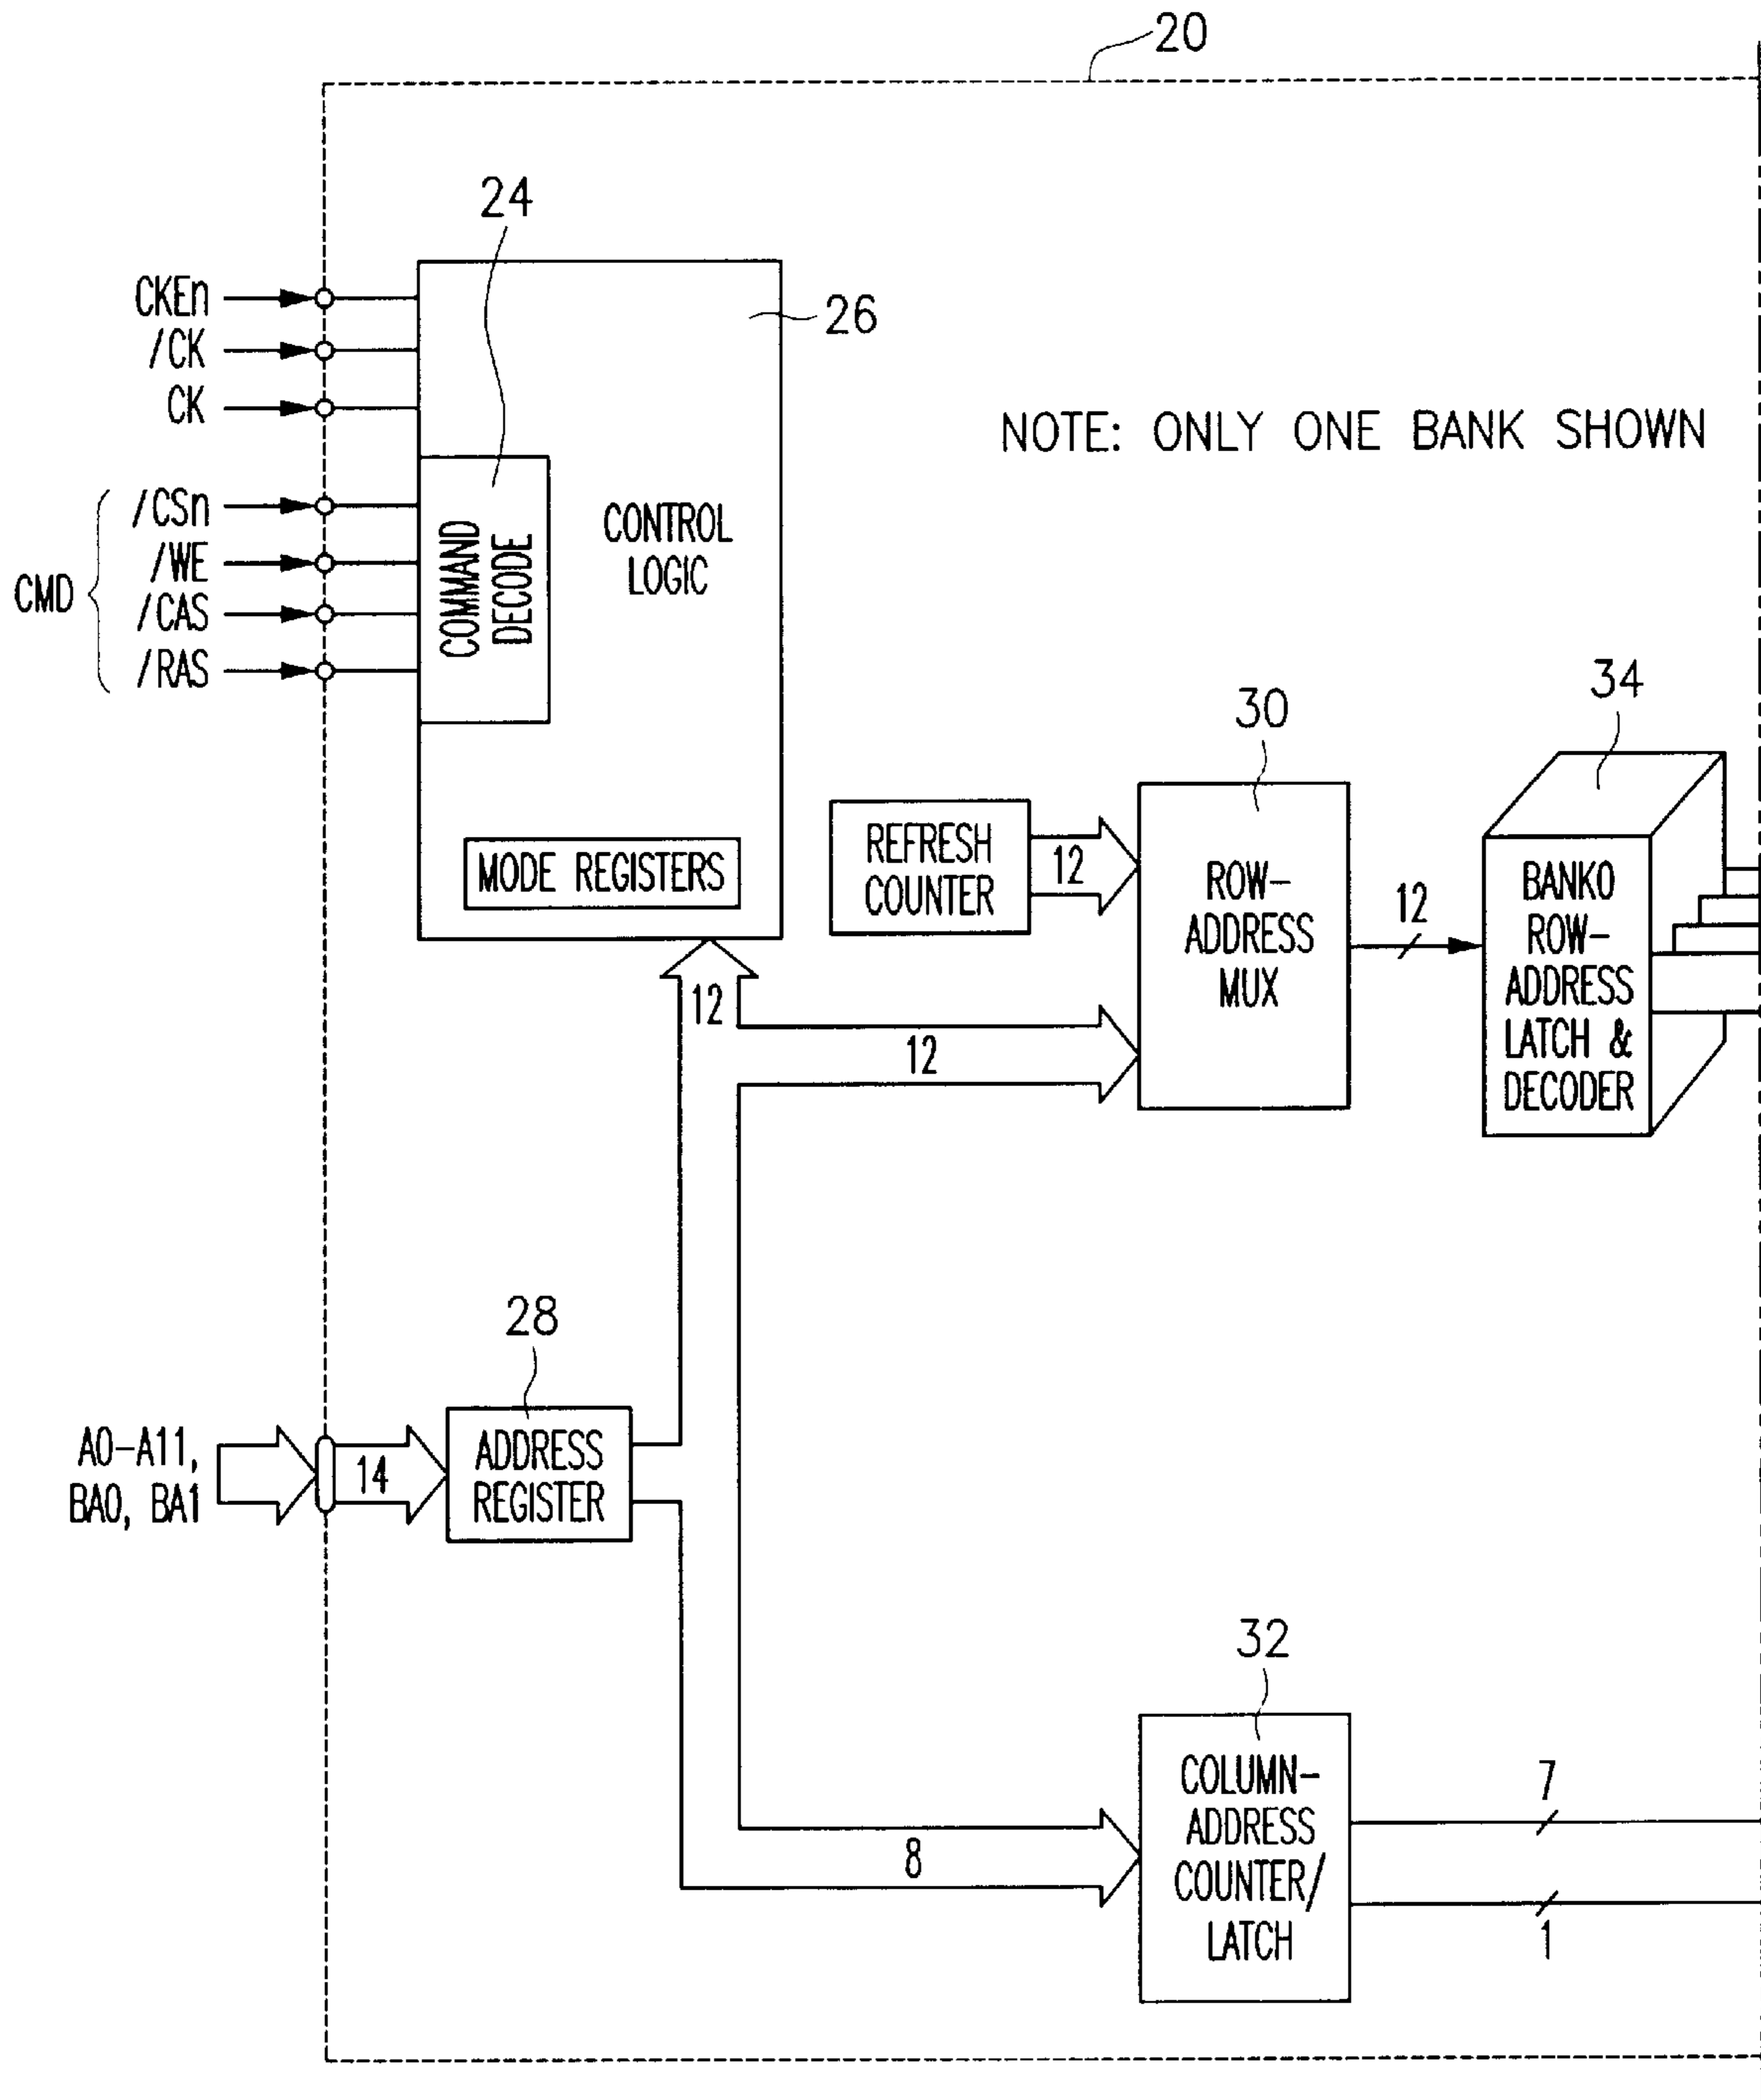 20
24
CKEn
/CK
CK
26
NOTE: ONLY ONE BANK SHOWN
CMD
/CSn
/WE
/CAS
/RAS
COMMAND
DECODE
CONTROL
LOGIC
MODE REGISTERS
REFRESH
COUNTER
12
30
ROW-
ADDRESS
MUX
12
34
BANK0
ROW-
ADDRESS
LATCH &
DECODER
12
12
28
A0-A11,
BA0, BA1
14
ADDRESS
REGISTER
32
COLUMN-
ADDRESS
COUNTER/
LATCH
8
7
1